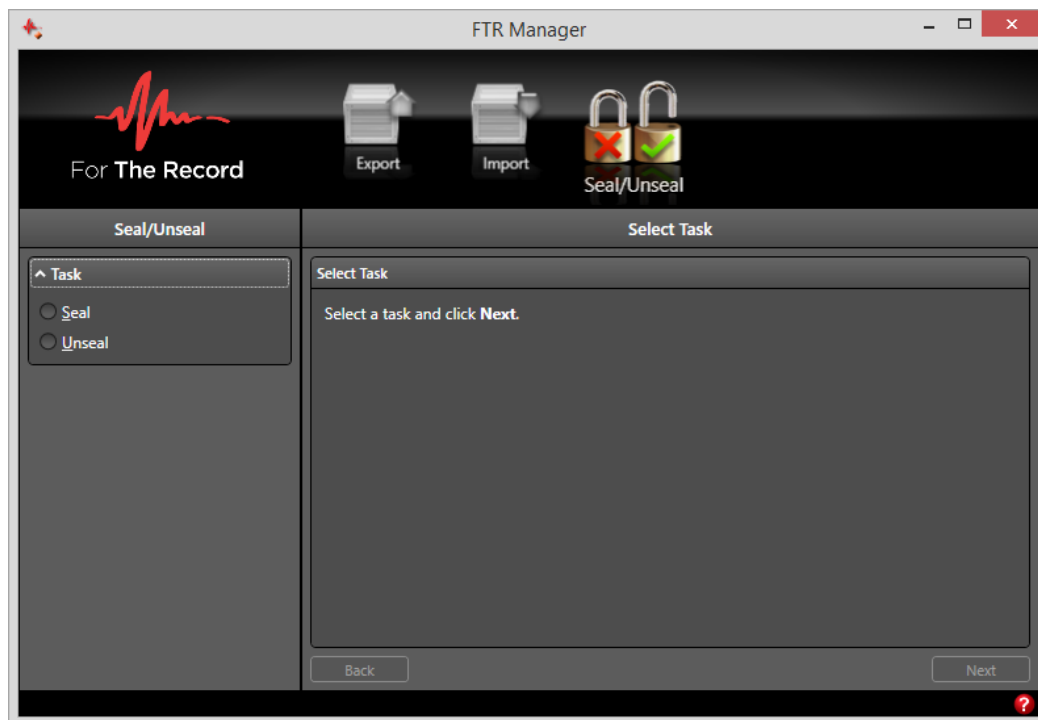 FTR Manager
For The Record
Export
Import
Seal/Unseal
Seal/Unseal
Select Task
Task
Select Task
Seal
Select a task and click Next.
Unseal
Back
Next
?